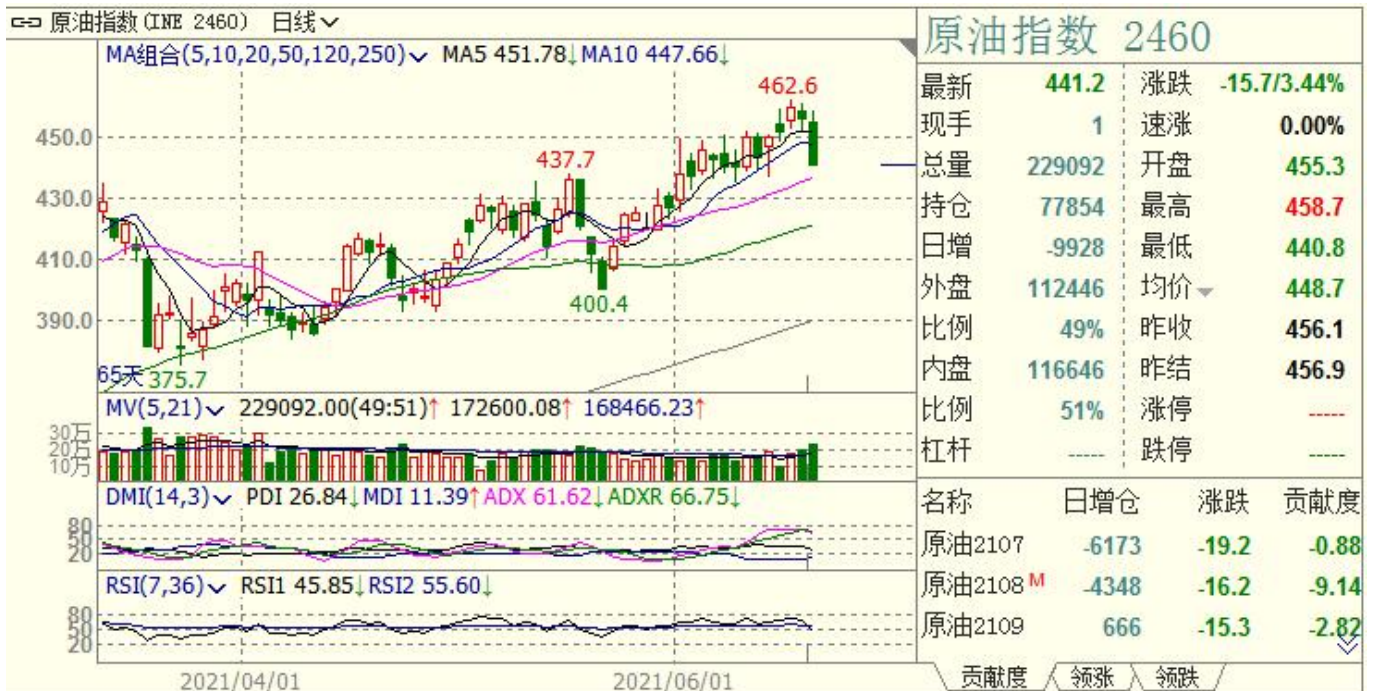 原油指数(INE 2460) 日线
MA组合(5,10,20,50,120,250) MA5 451.78↓ MA10 447.66↓
462.6
450.0
437.7
430.0
410.0
400.4
390.0
65天 375.7
MV(5,21) 229092.00(49:51)↑ 172600.08↑ 168466.23↑
30万
20万
10万
DMI(14,3) PDI 26.84↓ MDI 11.39↑ ADX 61.62↓ ADXR 66.75↓
80
50
20
RSI(7,36) RSI1 45.85↓ RSI2 55.60↓
80
50
20
2021/04/01 2021/06/01
原油指数 2460
最新 441.2 涨跌 -15.7/3.44%
现手 1 速涨 0.00%
总量 229092 开盘 455.3
持仓 77854 最高 458.7
日增 -9928 最低 440.8
外盘 112446 均价 448.7
比例 49% 昨收 456.1
内盘 116646 昨结 456.9
比例 51% 涨停 -----
杠杆 ----- 跌停 -----
名称 日增仓 涨跌 贡献度
原油2107 -6173 -19.2 -0.88
原油2108 M -4348 -16.2 -9.14
原油2109 666 -15.3 -2.82
贡献度 领涨 领跌